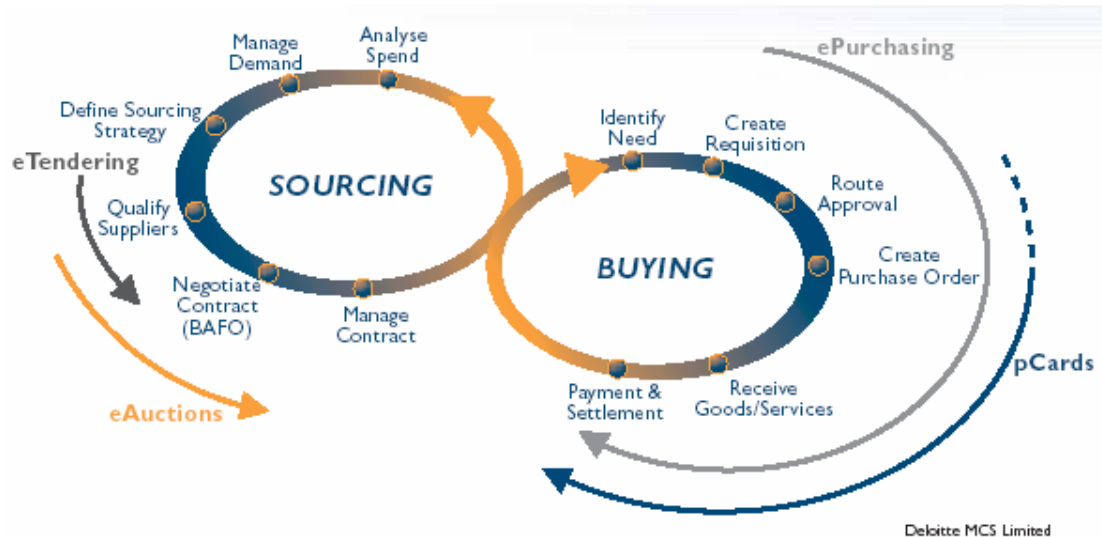 Analyse
Spend
Manage
Demand
Define Sourcing
Strategy
eTendering
Qualify
Suppliers
Negotiate
Contract
(BAFO)
Manage
Contract
SOURCING
eAuctions
ePurchasing
Identify
Need
Create
Requisition
Route
Approval
Create
Purchase Order
BUYING
Receive
Goods/Services
Payment &
Settlement
pCards
Deloitte MCS Limited